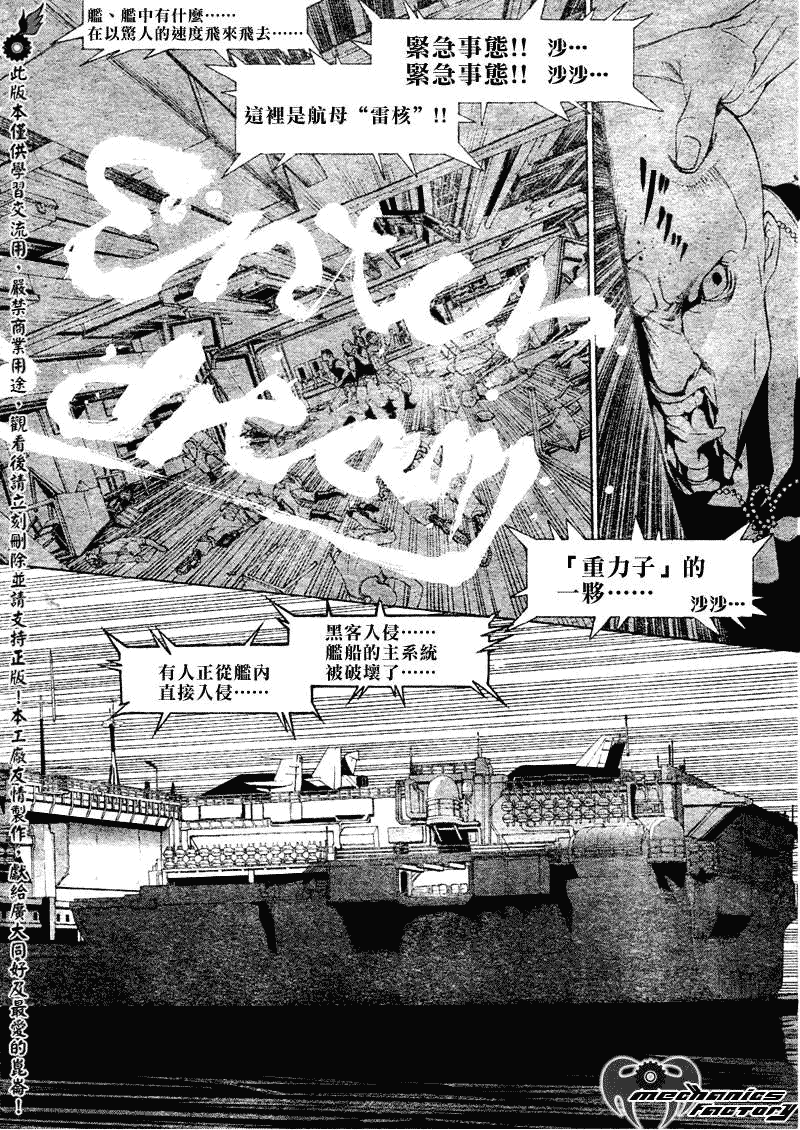 緊急事態!! 沙…
緊急事態!! 沙沙…
這裡是航母“雷核”!!
艦、艦中有什麼……
在以驚人的速度飛來飛去……
「重力子」的
一夥……
沙沙…
黑客入侵……
艦船的主系統
被破壞了……
有人正從艦內
直接入侵……
此版本僅供學習交流用，嚴禁商業用途，觀看後請立刻刪除並請支持正版！本工廠友情製作，獻給廣大同好及最愛的崑崙！
mechanics
factory